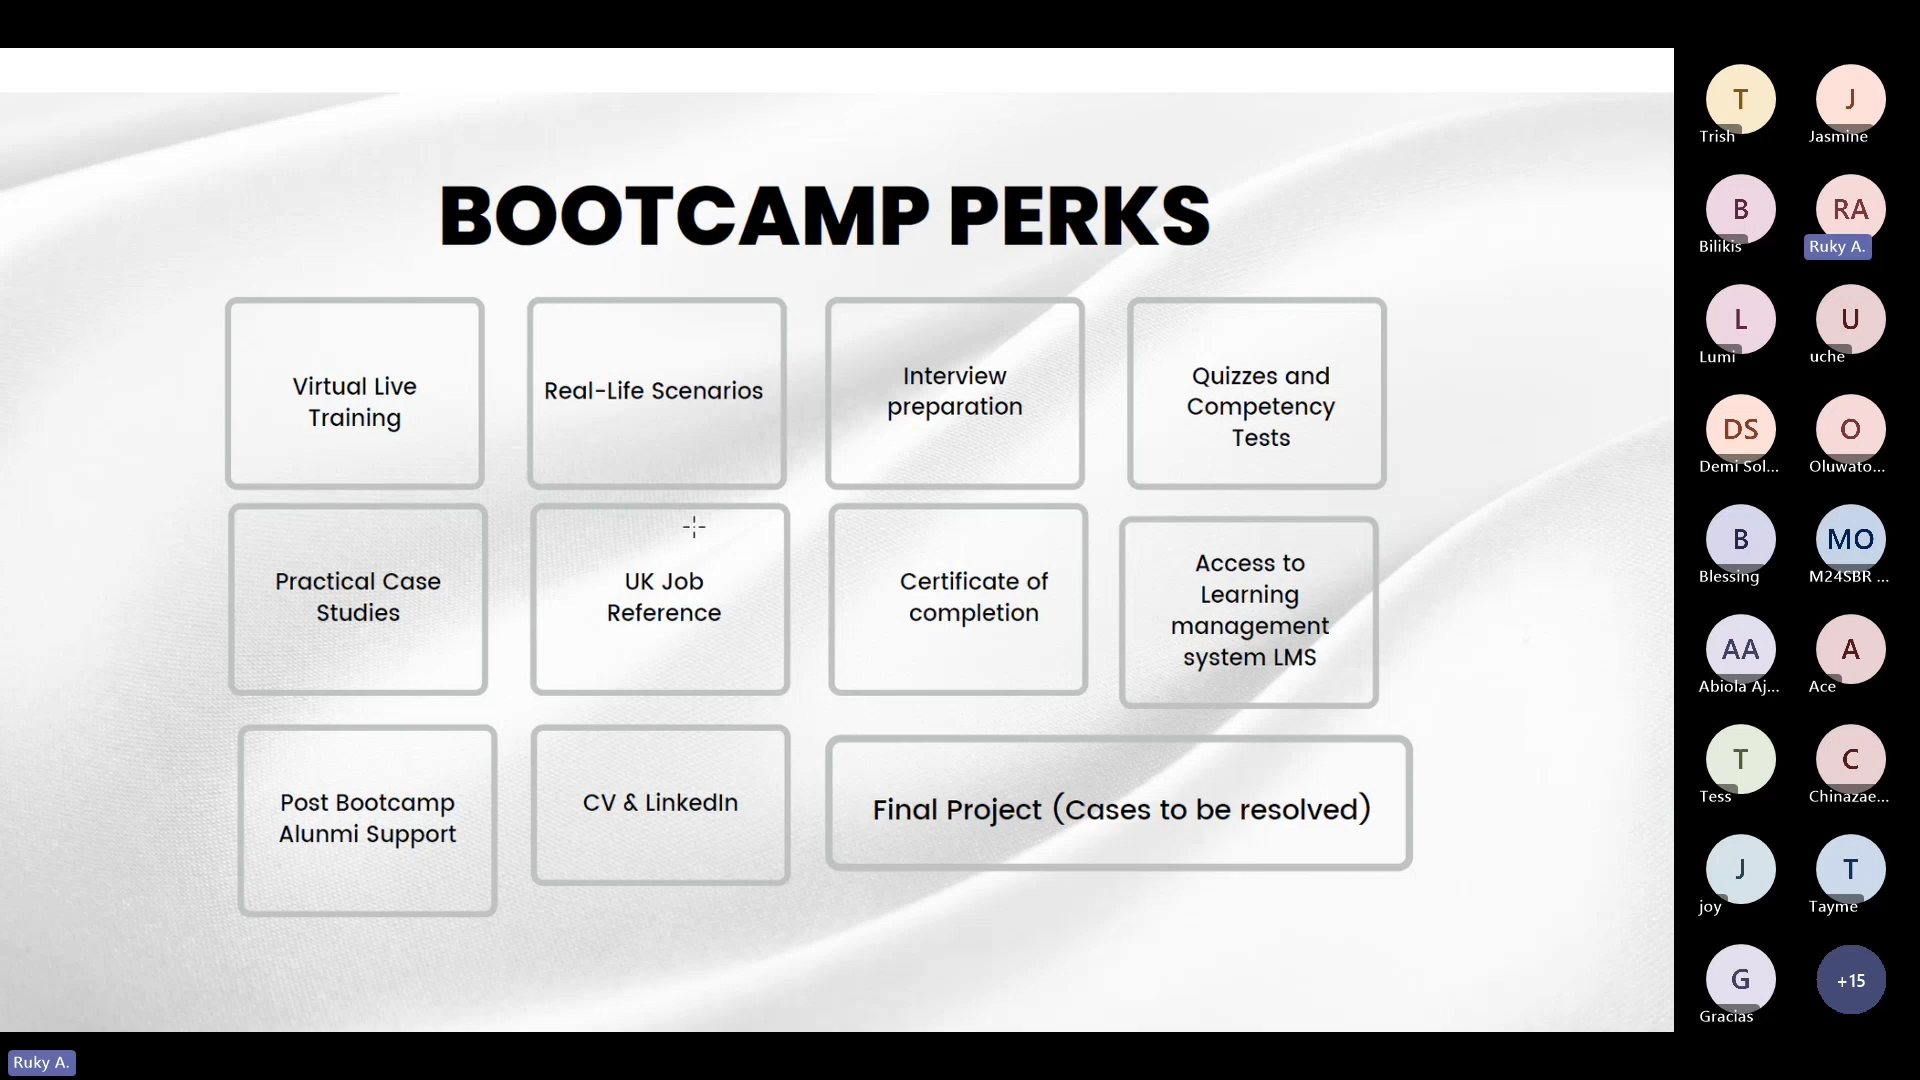 BOOTCAMP PERKS
Virtual Live
Training
Real-Life Scenarios
Interview
preparation
Quizzes and
Competency
Tests
Practical Case
Studies
UK Job
Reference
Certificate of
completion
Access to
Learning
management
system LMS
Post Bootcamp
Alunmi Support
CV & LinkedIn
Final Project (Cases to be resolved)
T
Trish
J
Jasmine
B
Bilikis
RA
Ruky A.
L
Lumi
U
uche
DS
Demi Sol...
O
Oluwato...
B
Blessing
MO
M24SBR ...
AA
Abiola Aj...
A
Ace
T
Tess
C
Chinazae...
J
joy
T
Tayme
G
Gracias
+15
Ruky A.